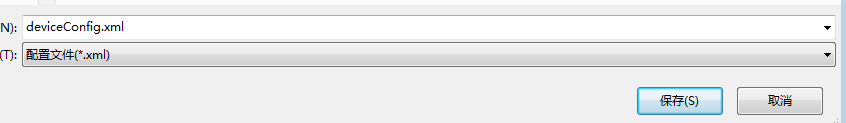 N): deviceConfig.xml
(T): 配置文件(*.xml)
保存(S) 取消